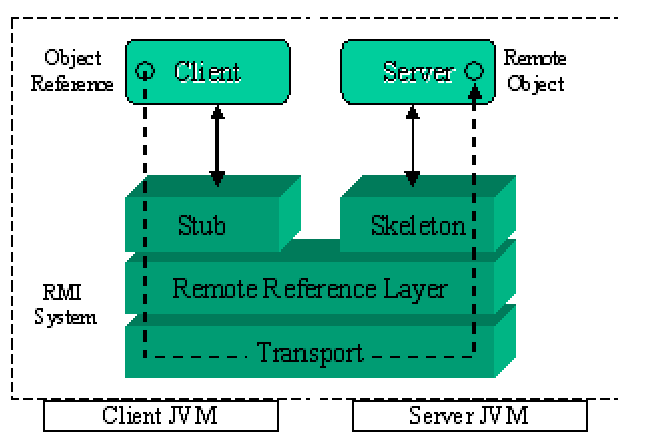 Object
Reference
Client
Server
Remote
Object
Stub
Skeleton
RMI
System
Remote Reference Layer
Transport
Client JVM
Server JVM